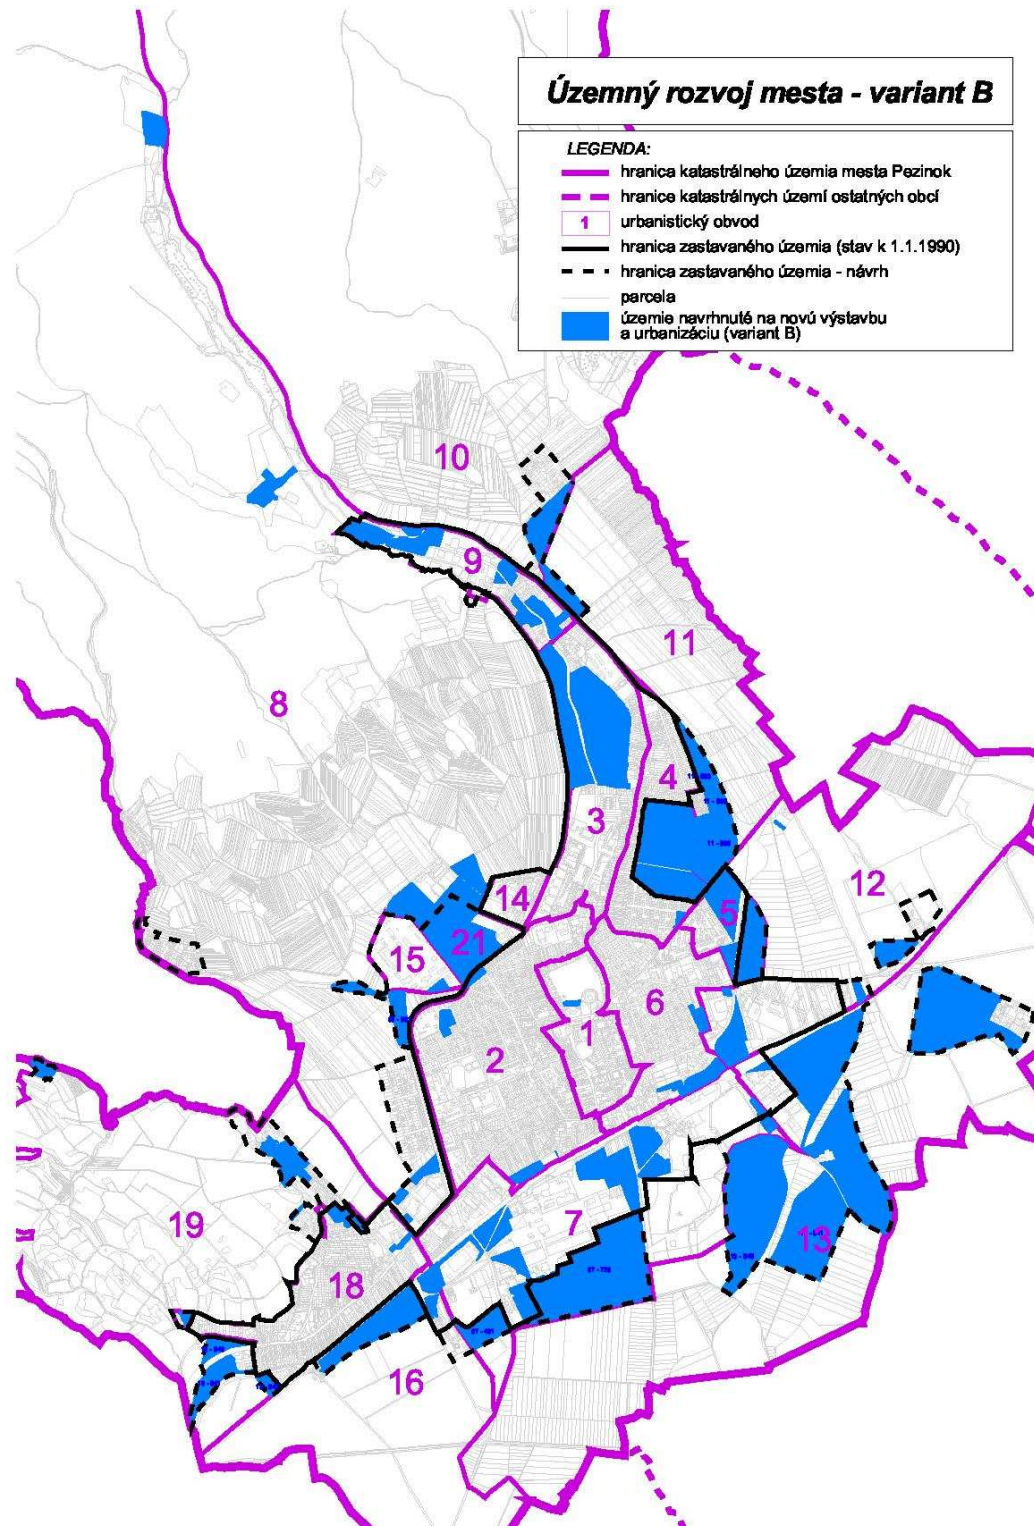 Územný rozvoj mesta - variant B
LEGENDA:
hranica katastrálneho územia mesta Pezinok
hranice katastrálnych území ostatných obcí
1 urbanistický obvod
hranica zastavaného územia (stav k 1.1.1990)
hranica zastavaného územia - návrh
parcela
územie navrhnuté na novú výstavbu
a urbanizáciu (variant B)
10
9
11
8
4
3
12
14
5
21
15
6
1
2
19
7
13
18
16